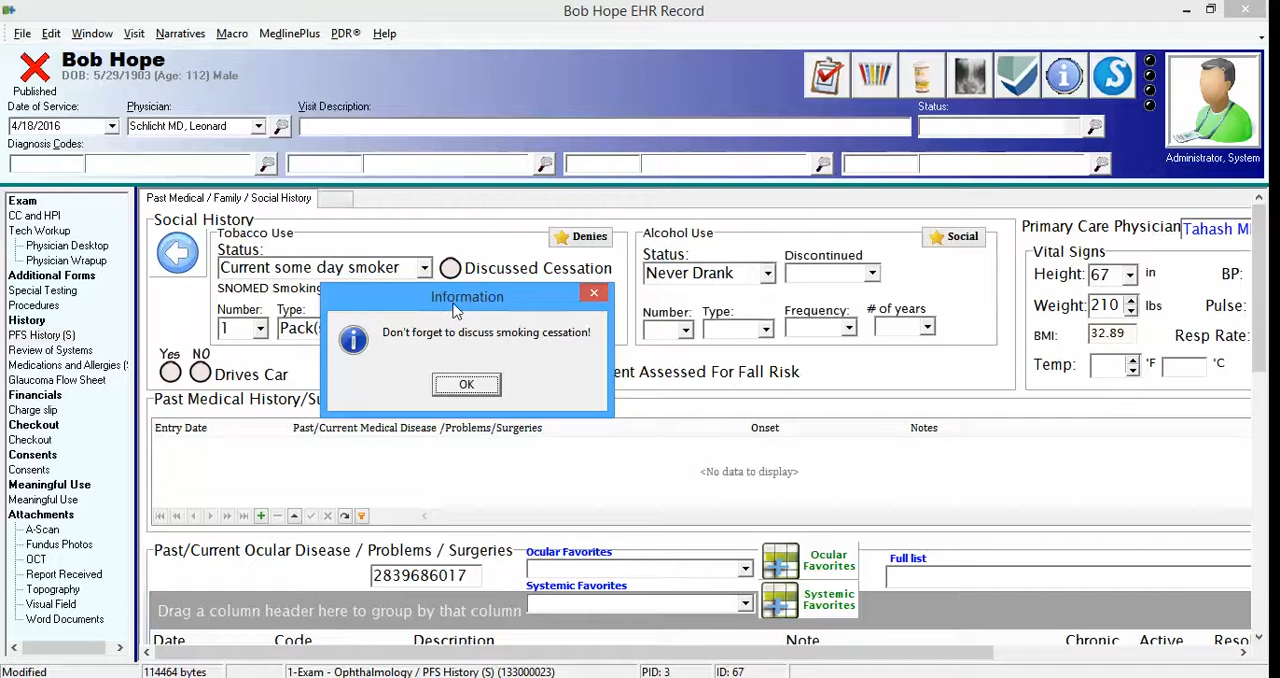 Bob Hope EHR Record
File Edit Window Visit Narratives Macro MedlinePlus PDR® Help
Bob Hope
DOB: 5/29/1903 (Age: 112) Male
Published
Date of Service: Physician: Visit Description: Status:
4/18/2016 Schlicht MD, Leonard
Diagnosis Codes:
Administrator, System
Exam
CC and HPI
Tech Workup
Physician Desktop
Physician Wrapup
Additional Forms
Special Testing
Procedures
History
PFS History (S)
Review of Systems
Medications and Allergies (
Glaucoma Flow Sheet
Financials
Charge slip
Checkout
Checkout
Consents
Consents
Meaningful Use
Meaningful Use
Attachments
A-Scan
Fundus Photos
OCT
Report Received
Topography
Visual Field
Word Documents
Past Medical / Family / Social History
Social History
Tobacco Use
Denies
Status:
Current some day smoker Discussed Cessation
SNOMED Smoking
Number: Type:
1 Pack(
Yes NO
Drives Car
ent Assessed For Fall Risk
Alcohol Use
Social
Status: Discontinued
Never Drank
Number: Type: Frequency: # of years
Primary Care Physician Tahash M
Vital Signs
Height: 67 in BP:
Weight: 210 lbs Pulse:
BMI: 32.89 Resp Rate:
Temp: °F °C
Information
Don't forget to discuss smoking cessation!
OK
Past Medical History/Su
Entry Date Past/Current Medical Disease /Problems/Surgeries Onset Notes
<No data to display>
Past/Current Ocular Disease / Problems / Surgeries
2839686017
Ocular Favorites
Ocular Favorites
Systemic Favorites
Systemic Favorites
Full list
Drag a column header here to group by that column
Date Code Description Note Chronic Active Resol
Modified 114464 bytes 1-Exam - Ophthalmology / PFS History (S) (133000023) PID: 3 ID: 67